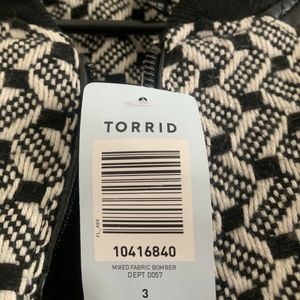 TORRID
10416840
MIXED FABRIC BOMBER
DEPT 0057
3